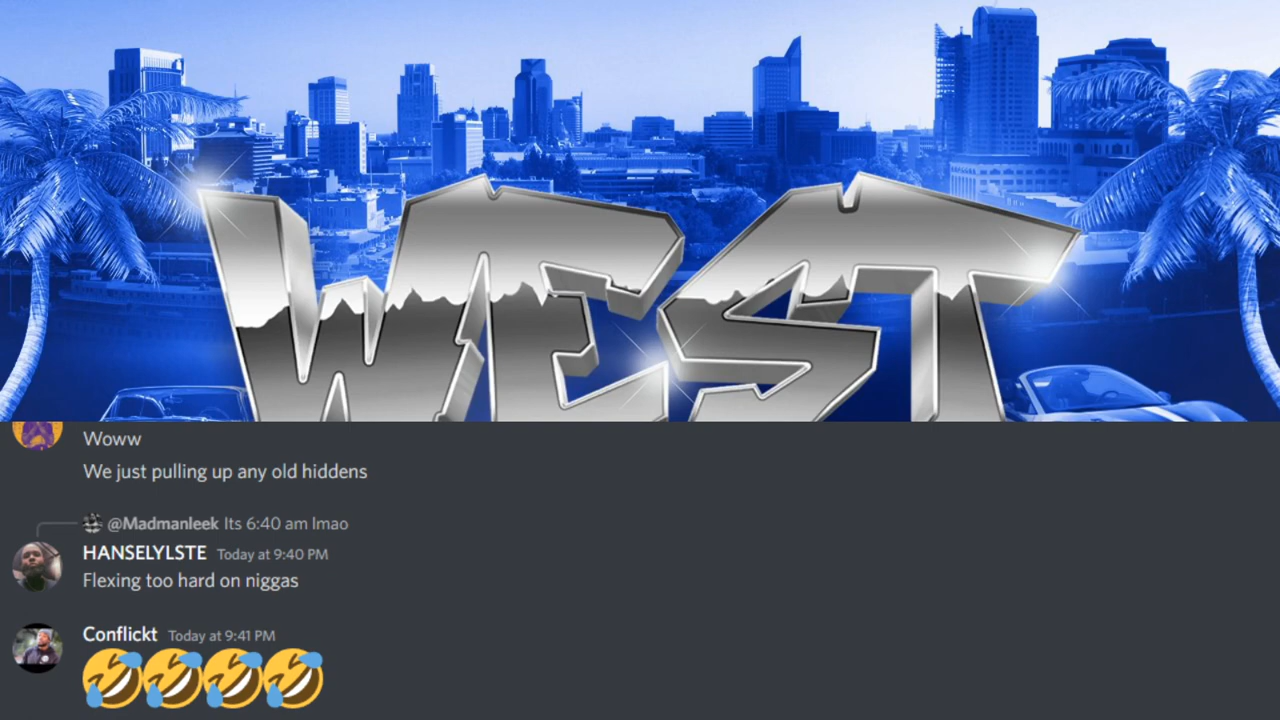 WEST
Woww
We just pulling up any old hiddens
@Madmanleek Its 6:40 am lmao
HANSELYLSTE Today at 9:40 PM
Flexing too hard on niggas
Conflickt Today at 9:41 PM
🤣🤣🤣🤣